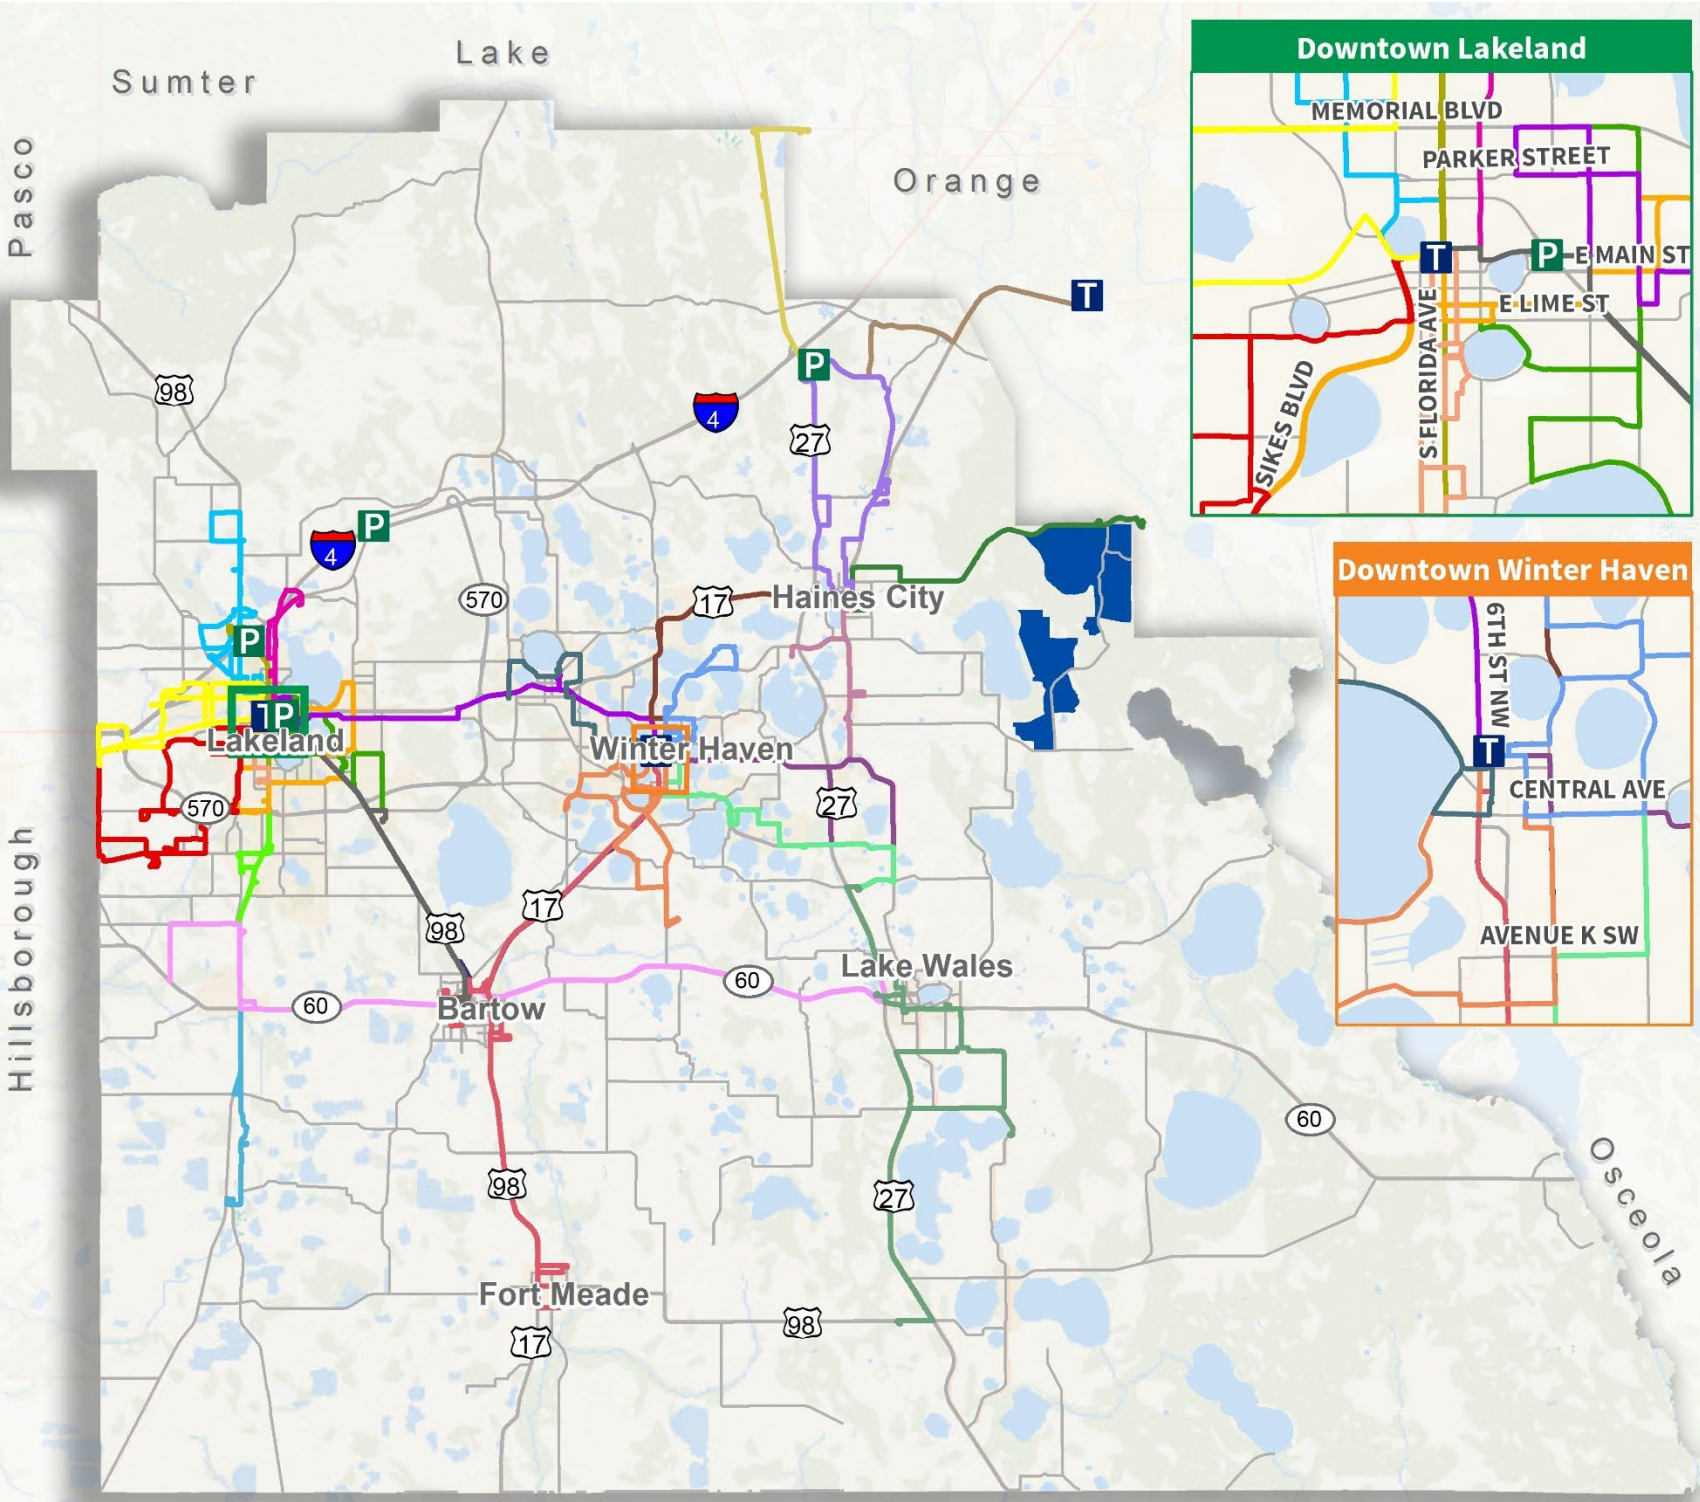 Lake
Sumter
Pasco
Orange
Hillsborough
Osceola
98
4
P
27
T
P
4
570
17
Haines City
P
TP
Lakeland
Winter Haven
570
27
17
98
Lake Wales
60
60
Bartow
60
98
27
Fort Meade
98
17
Downtown Lakeland
MEMORIAL BLVD
PARKER STREET
T
P
E MAIN ST
E LIME ST
S FLORIDA AVE
SIKES BLVD
Downtown Winter Haven
6TH ST NW
T
CENTRAL AVE
AVENUE K SW